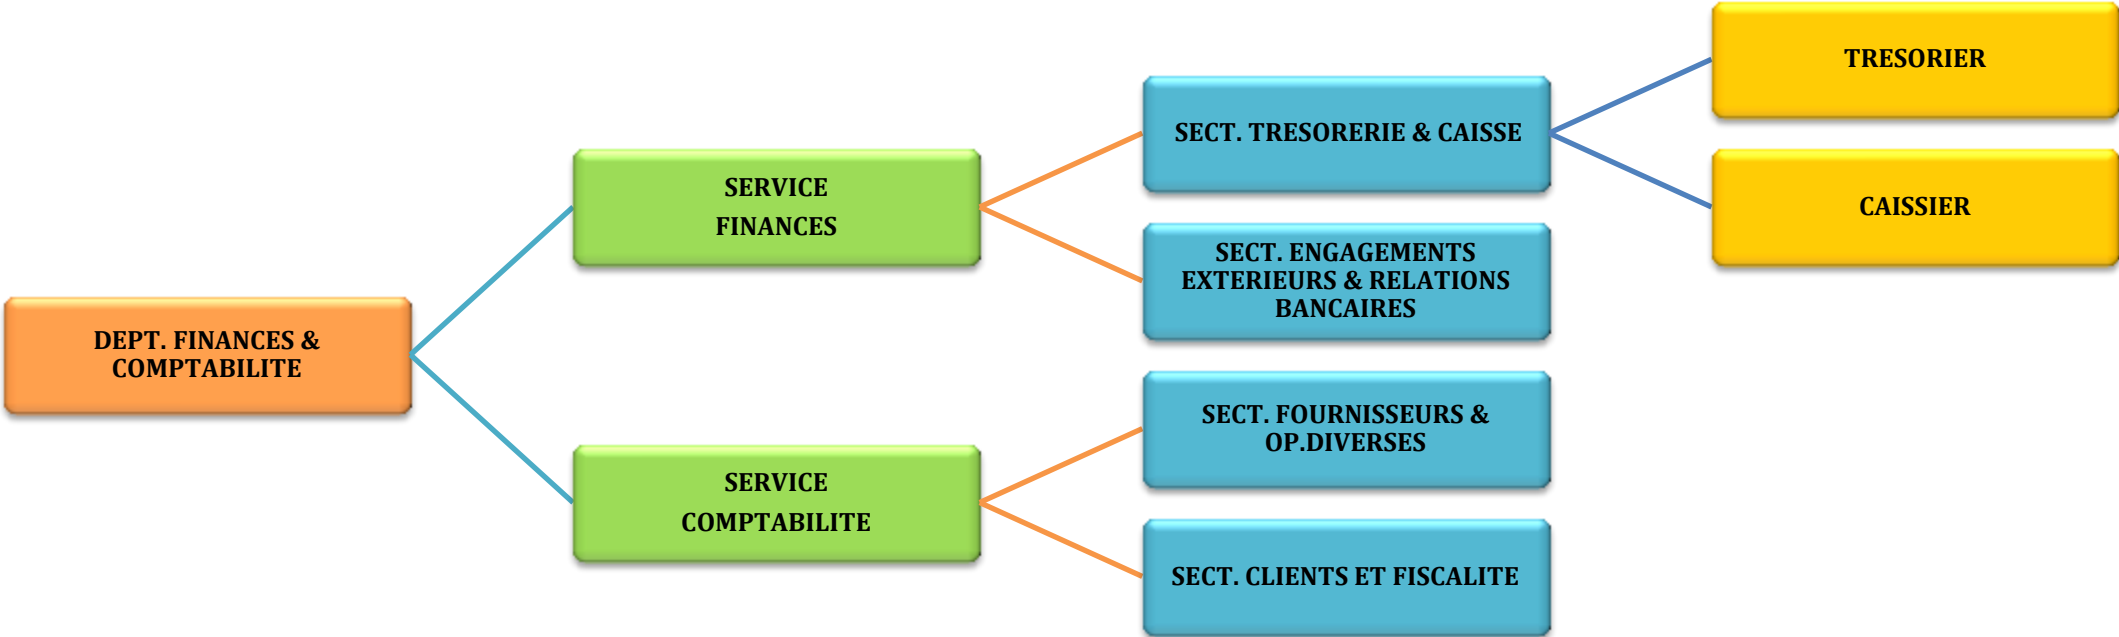 DEPT. FINANCES &
COMPTABILITE
SERVICE
FINANCES
SECT. TRESORERIE & CAISSE
TRESORIER
CAISSIER
SECT. ENGAGEMENTS
EXTERIEURS & RELATIONS
BANCAIRES
SERVICE
COMPTABILITE
SECT. FOURNISSEURS &
OP.DIVERSES
SECT. CLIENTS ET FISCALITE